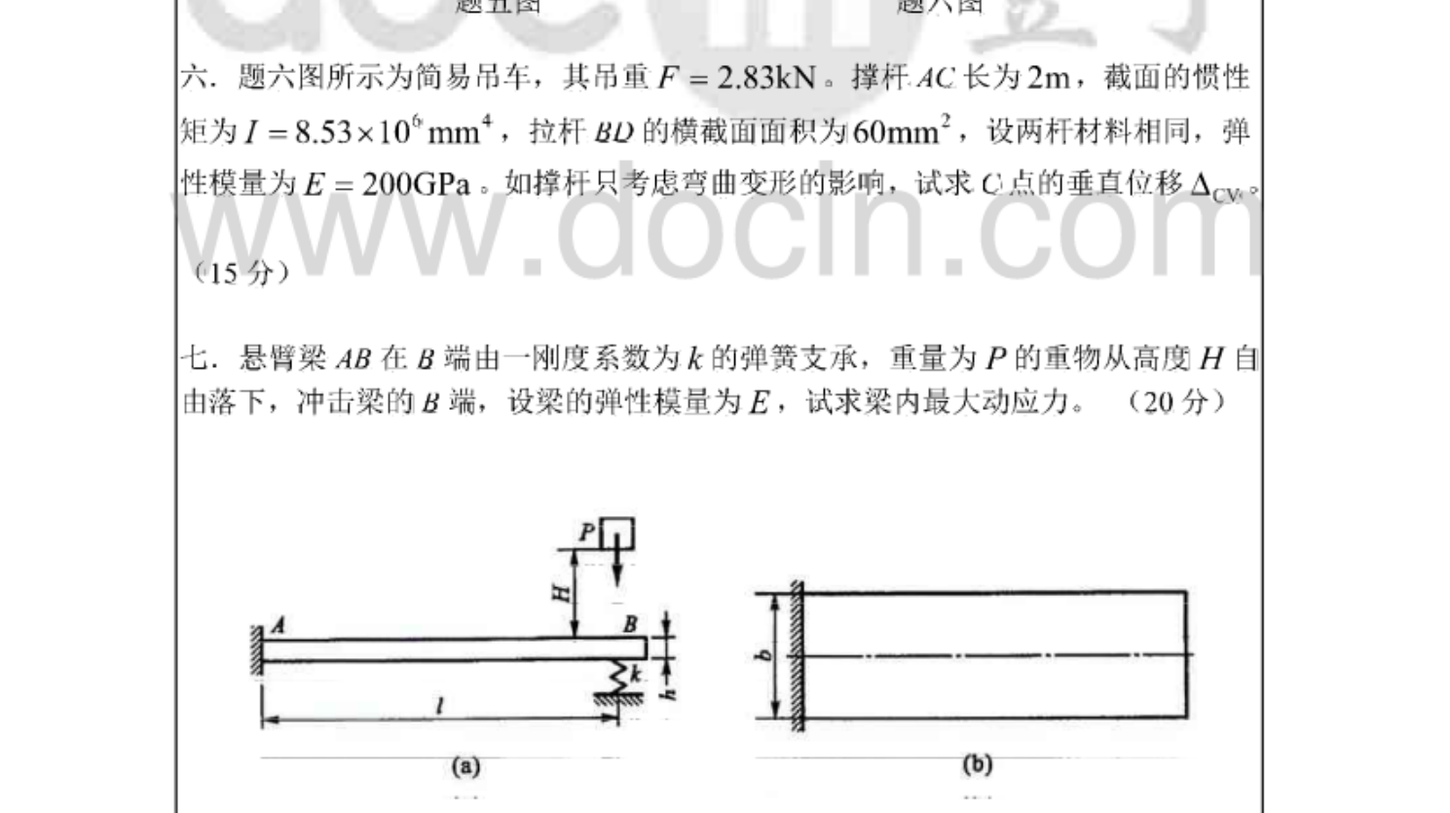 题五图 题六图
六. 题六图所示为简易吊车，其吊重 F = 2.83kN。撑杆 AC 长为 2m，截面的惯性
矩为 I = 8.53×10⁶ mm⁴，拉杆 BD 的横截面面积为 60mm²，设两杆材料相同，弹
性模量为 E = 200GPa。如撑杆只考虑弯曲变形的影响，试求 C 点的垂直位移 Δ_CV。
www.docin.com
（15 分）
七. 悬臂梁 AB 在 B 端由一刚度系数为 k 的弹簧支承，重量为 P 的重物从高度 H 自
由落下，冲击梁的 B 端，设梁的弹性模量为 E，试求梁内最大动应力。 （20 分）
P
H
A B
k
h
l
b
(a) (b)